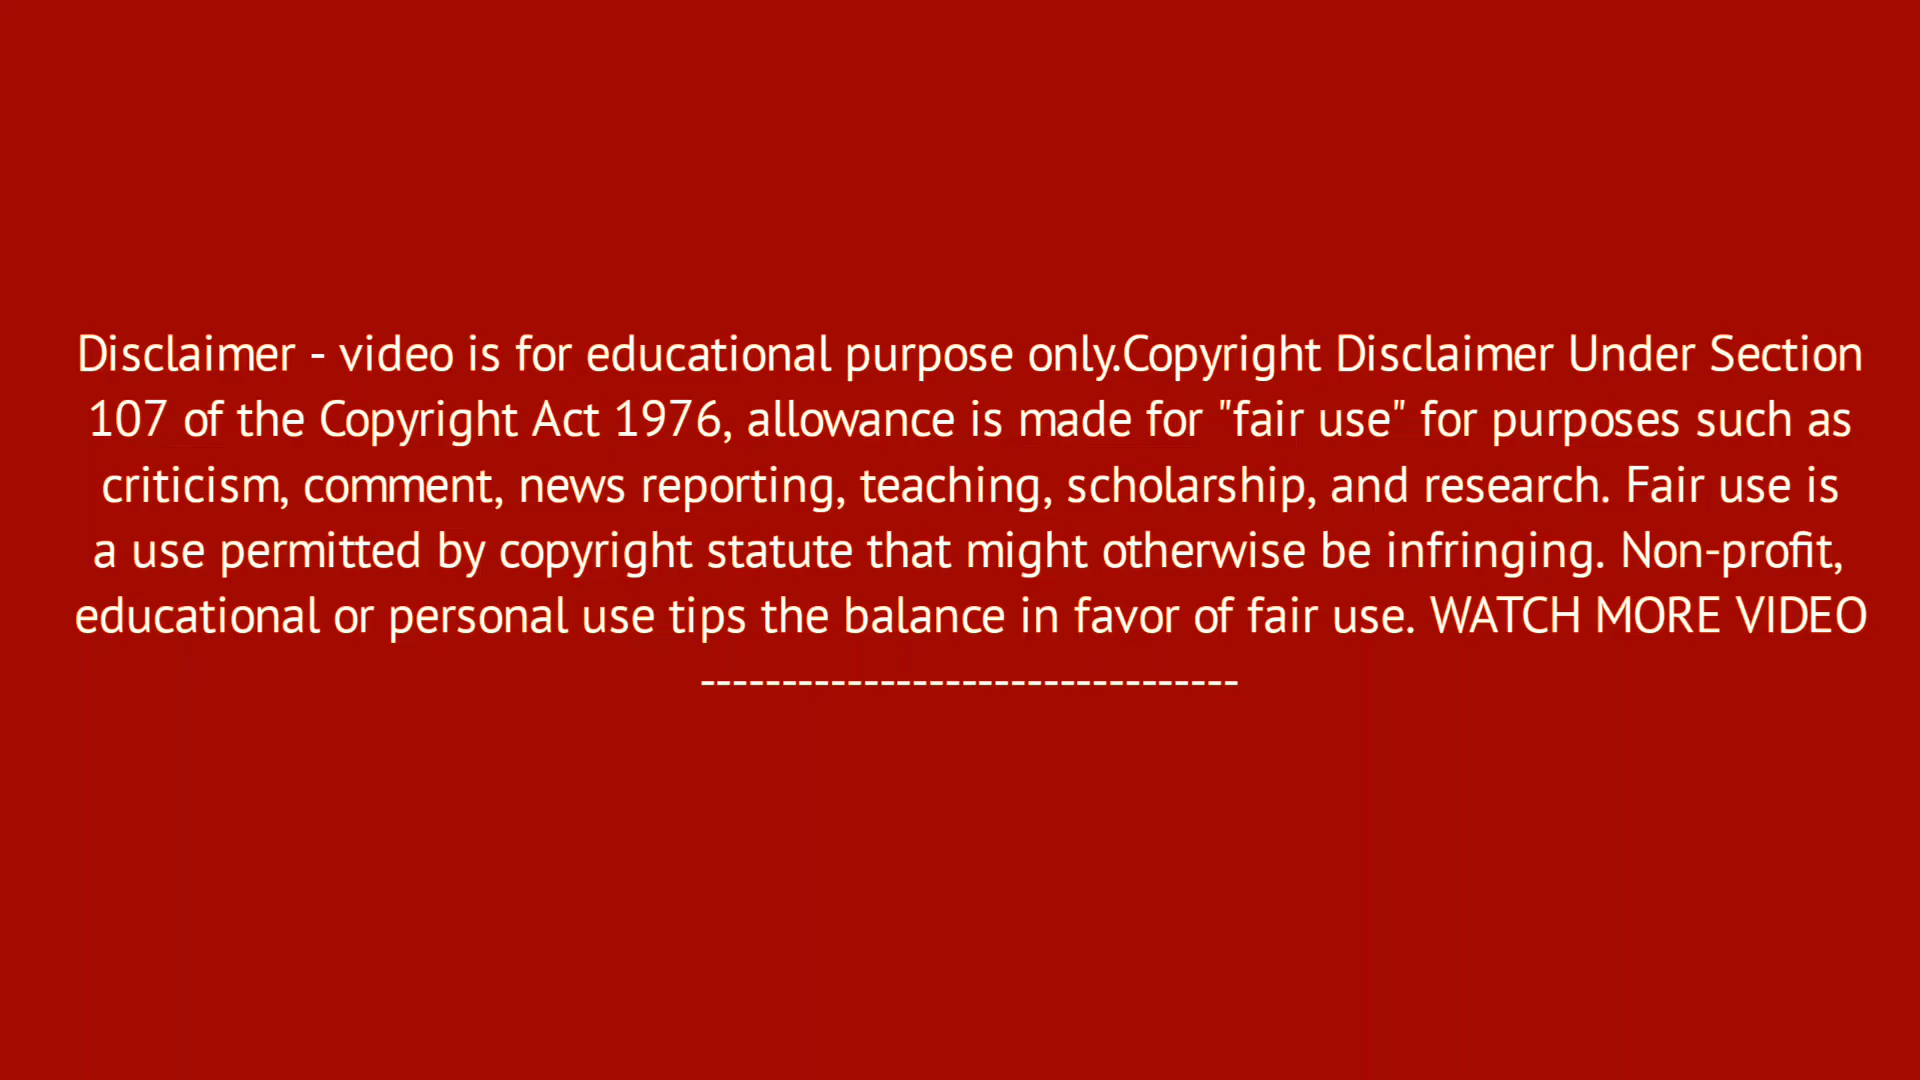 Disclaimer - video is for educational purpose only.Copyright Disclaimer Under Section
107 of the Copyright Act 1976, allowance is made for "fair use" for purposes such as
criticism, comment, news reporting, teaching, scholarship, and research. Fair use is
a use permitted by copyright statute that might otherwise be infringing. Non-profit,
educational or personal use tips the balance in favor of fair use. WATCH MORE VIDEO
---------------------------------